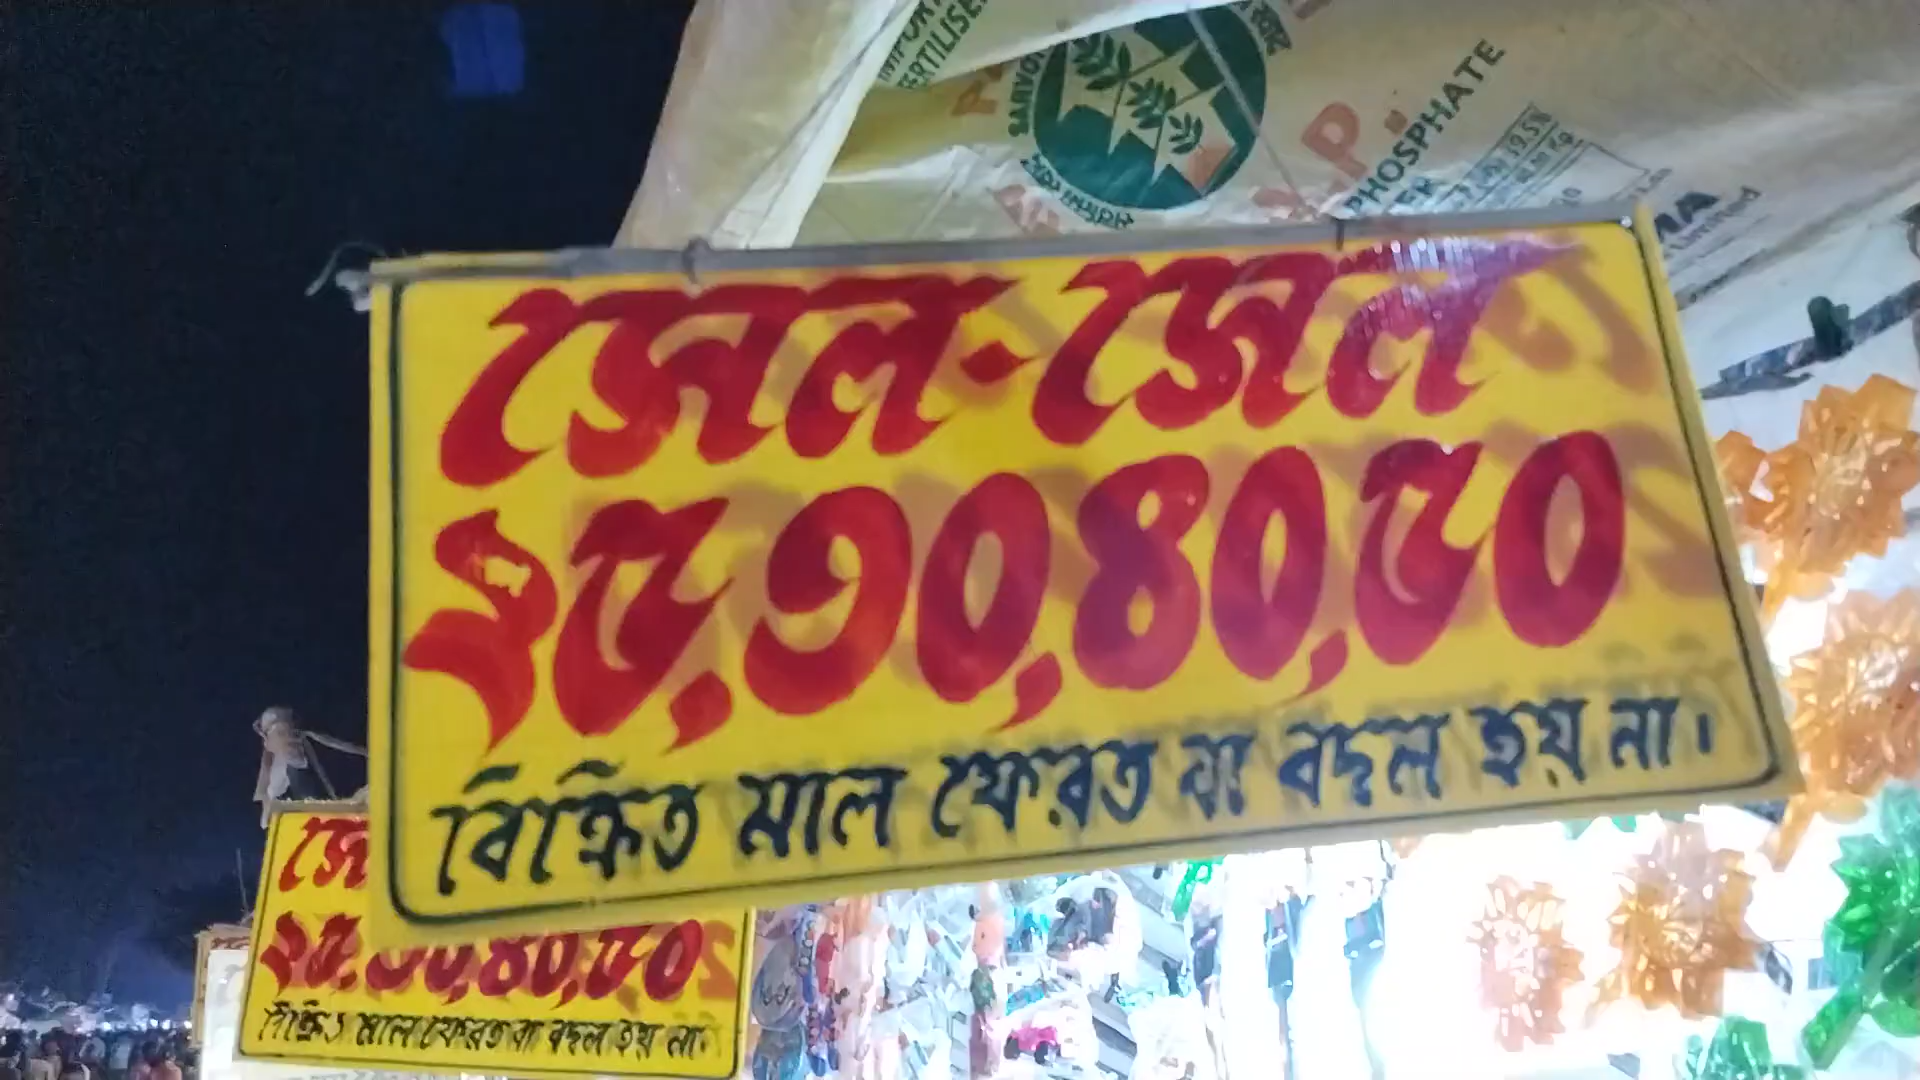 সেল-সেল
২৫,৩০,৪০,৫০
বিক্রিত মাল ফেরত বা বদল হয় না।
PHOSPHATE
২৫,৩০,৪০,৫০
বিক্রিত মাল ফেরত বা বদল হয় না।